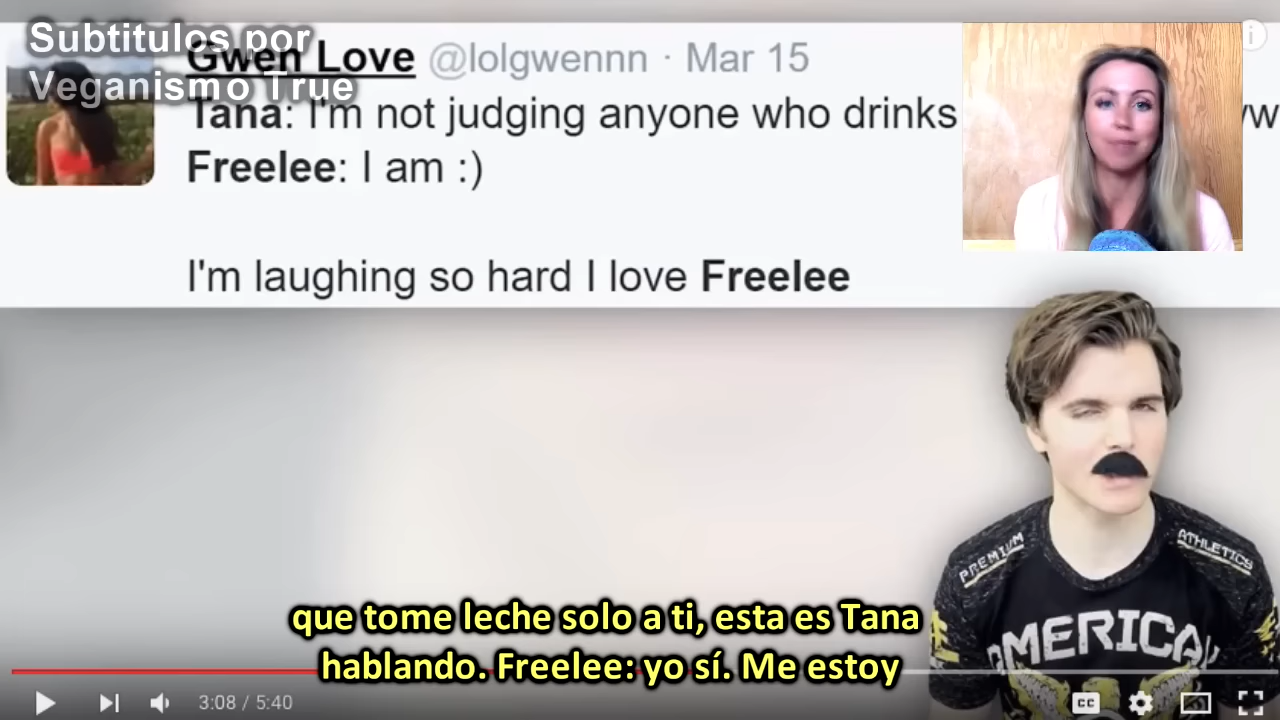 Subtitulos por
Veganismo True
Gwen Love @lolgwennn · Mar 15
Tana: I'm not judging anyone who drinks
Freelee: I am :)
I'm laughing so hard I love Freelee
PREMIUM
ATHLETICS
AMERICA
que tome leche solo a ti, esta es Tana
hablando. Freelee: yo sí. Me estoy
3:08 / 5:40
CC